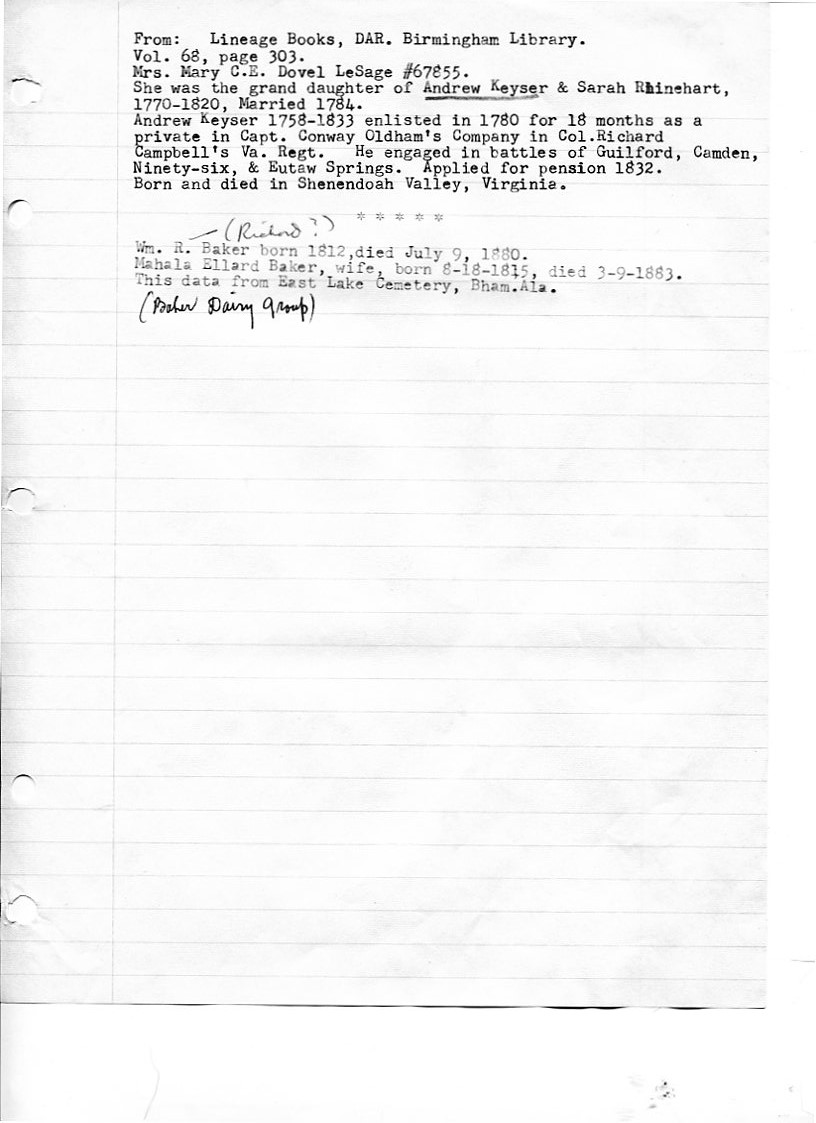 From:   Lineage Books, DAR. Birmingham Library.
Vol. 68, page 303.
Mrs. Mary C.E. Dovel LeSage #67855.
She was the grand daughter of Andrew Keyser & Sarah Rhinehart,
1770-1820, Married 1784.
Andrew Keyser 1758-1833 enlisted in 1780 for 18 months as a
private in Capt. Conway Oldham's Company in Col.Richard
Campbell's Va. Regt.   He engaged in battles of Guilford, Camden,
Ninety-six, & Eutaw Springs.  Applied for pension 1832.
Born and died in Shenendoah Valley, Virginia.
* * * * *
(Richard?)
Wm. R. Baker born 1812,died July 9, 1880.
Mahala Ellard Baker, wife, born 8-18-1815, died 3-9-1883.
This data from East Lake Cemetery, Bham.Ala.
(Baker Dairy Group)